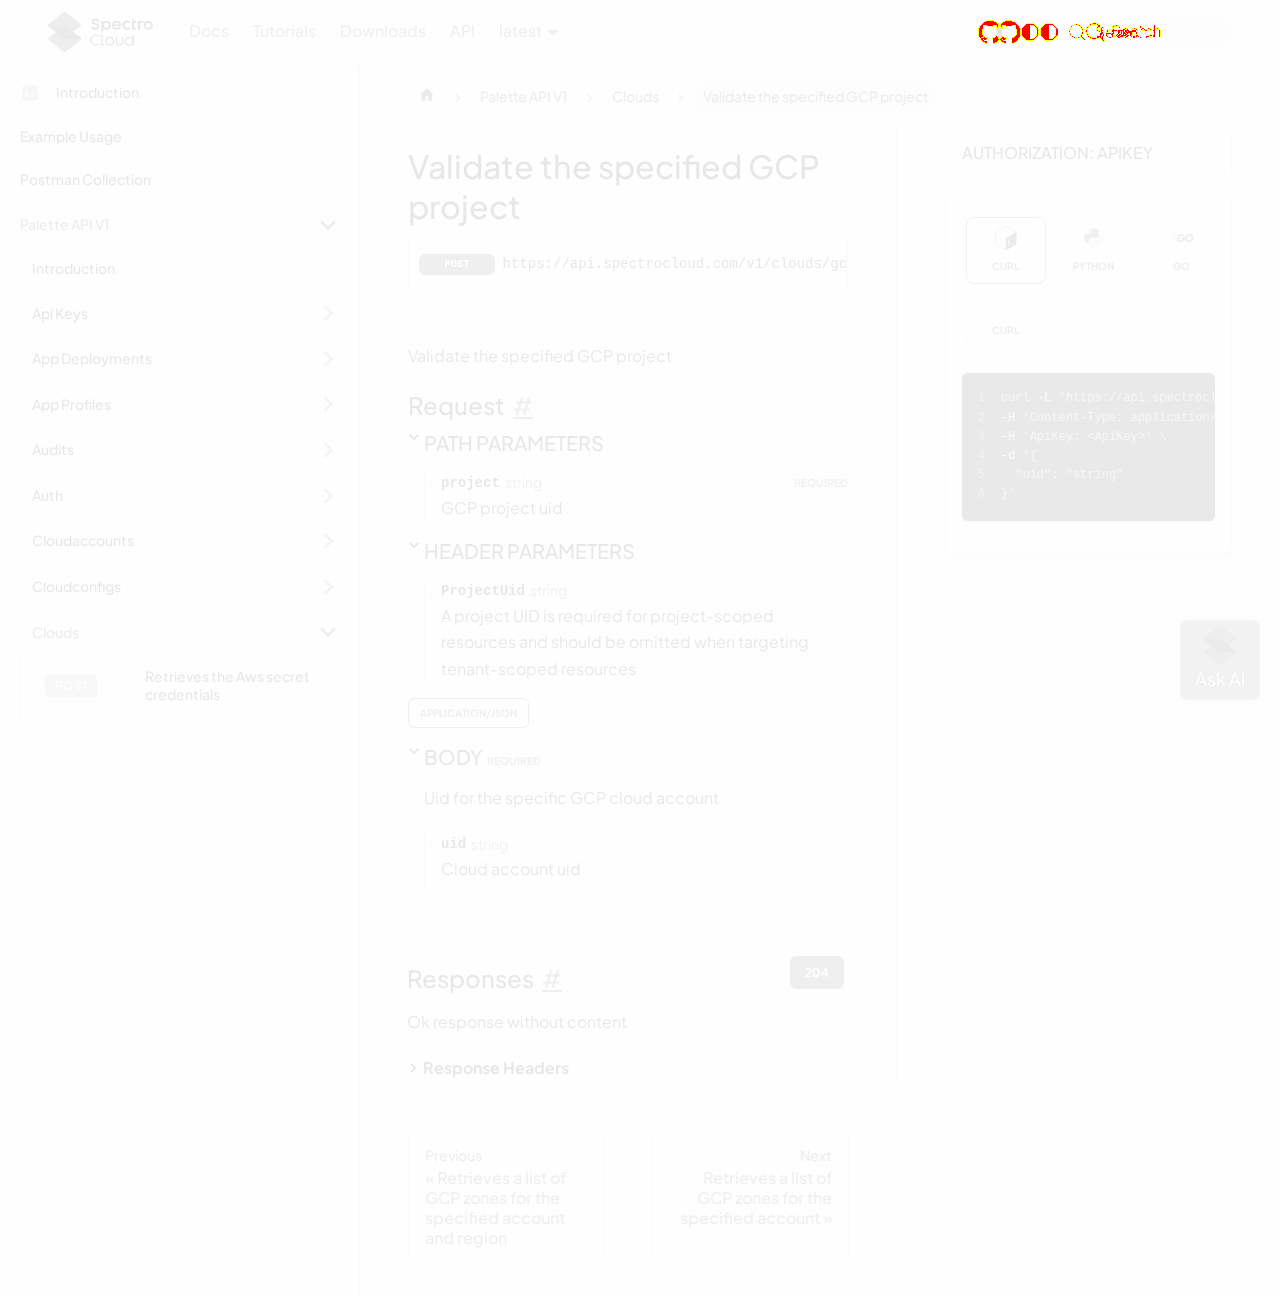 Spectro
Cloud
Docs
Tutorials
Downloads
API
latest
Introduction
Example Usage
Postman Collection
Palette API V1
Introduction
Api Keys
App Deployments
App Profiles
Audits
Auth
Cloudaccounts
Cloudconfigs
Clouds
POST
Retrieves the Aws secret
credentials
Palette API V1
Clouds
Validate the specified GCP project
Validate the specified GCP
project
POST https://api.spectrocloud.com/v1/clouds/gc
Validate the specified GCP project
Request #
PATH PARAMETERS
project string REQUIRED
GCP project uid
HEADER PARAMETERS
ProjectUid string
A project UID is required for project-scoped
resources and should be omitted when targeting
tenant-scoped resources
APPLICATION/JSON
BODY REQUIRED
Uid for the specific GCP cloud account
uid string
Cloud account uid
Responses #
204
Ok response without content
Response Headers
Previous
« Retrieves a list of
GCP zones for the
specified account
and region
Next
Retrieves a list of
GCP zones for the
specified account »
AUTHORIZATION: APIKEY
CURL
PYTHON
GO
CURL
1 curl -L 'https://api.spectrocl
2 -H 'Content-Type: application/
3 -H 'ApiKey: <ApiKey>' \
4 -d '{
5 "uid": "string"
6 }'
Ask AI